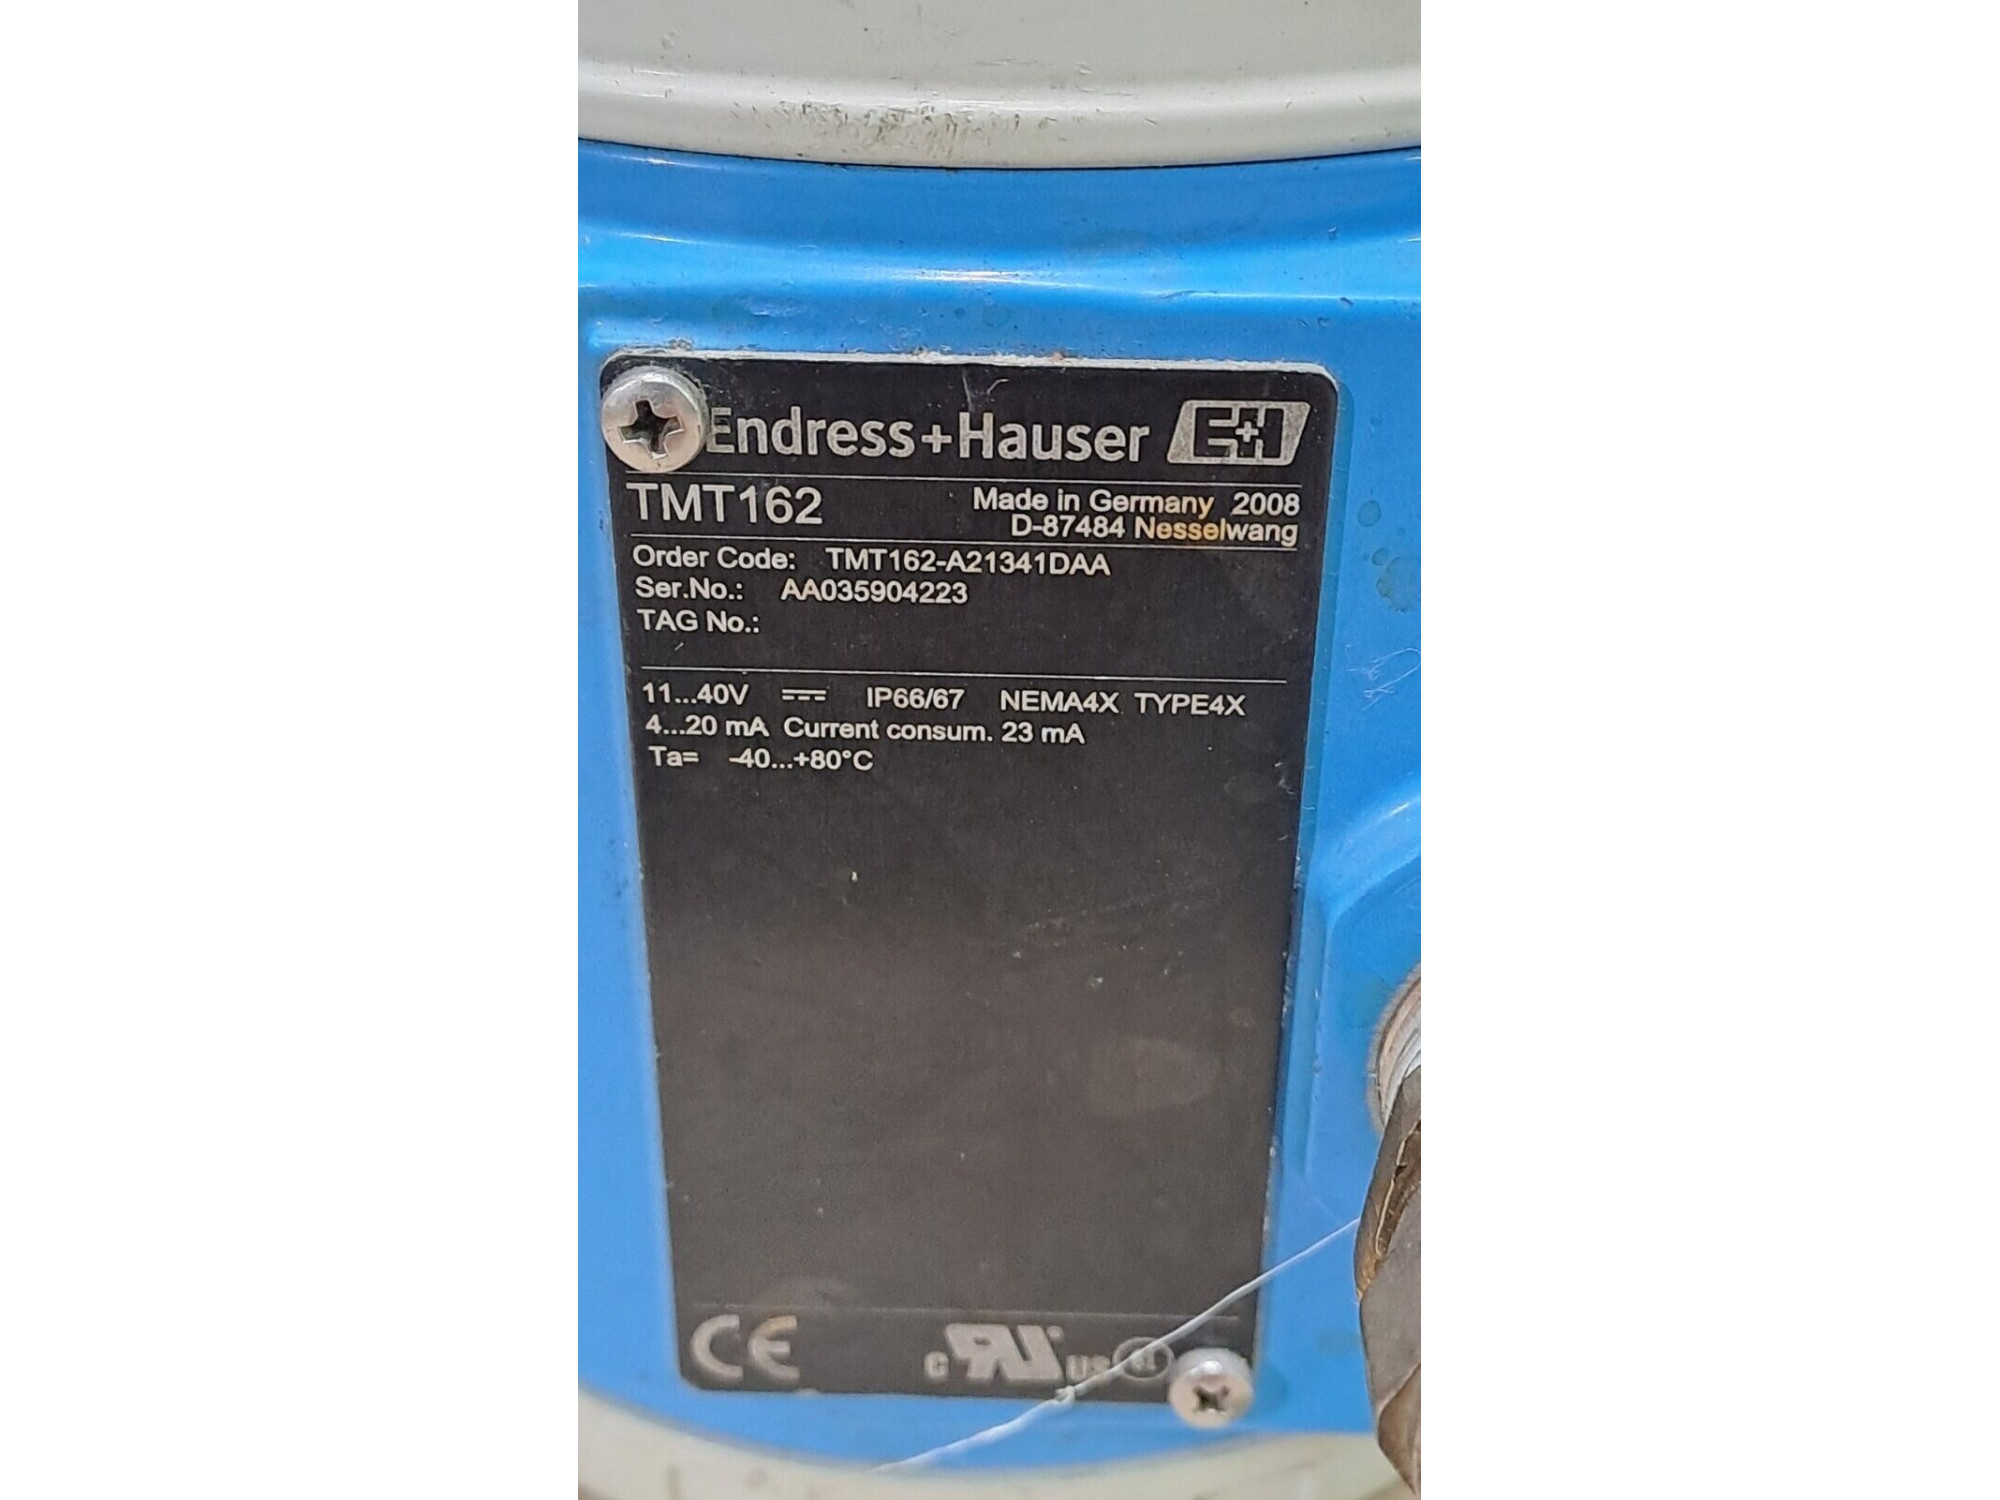 Endress+Hauser E+H
TMT162 Made in Germany 2008
D-87484 Nesselwang
Order Code: TMT162-A21341DAA
Ser.No.: AA035904223
TAG No.:
11...40V IP66/67 NEMA4X TYPE4X
4...20 mA Current consum. 23 mA
Ta= -40...+80°C
CE c RU US